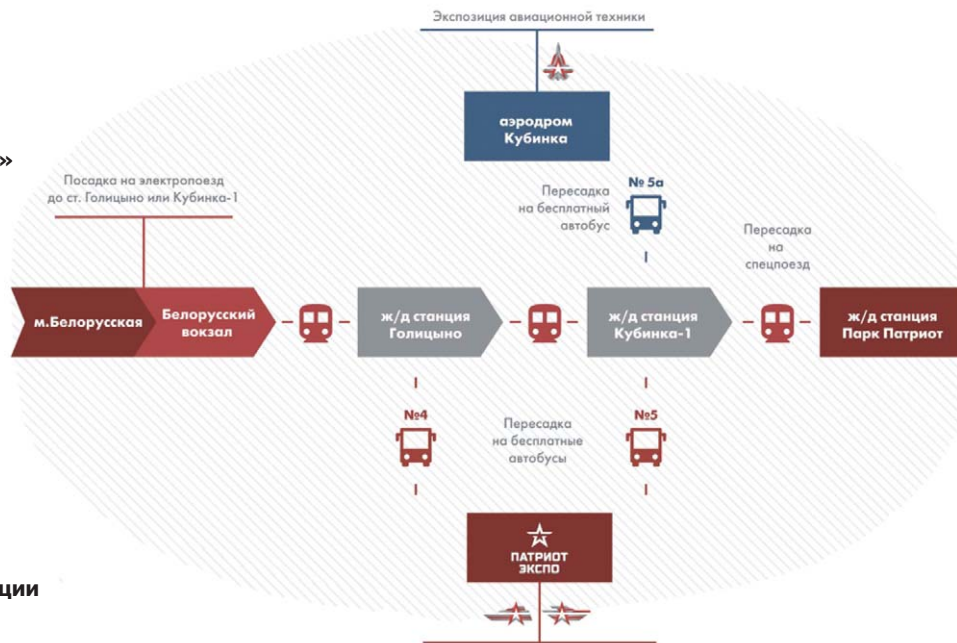 Экспозиция авиационной техники
аэродром
Кубинка
»
Посадка на электропоезд
до ст. Голицыно или Кубинка-1
Пересадка
на бесплатный
автобус
№ 5а
Пересадка
на
спецпоезд
м.Белорусская
Белорусский
вокзал
ж/д станция
Голицыно
ж/д станция
Кубинка-1
ж/д станция
Парк Патриот
№4
Пересадка
на бесплатные
автобусы
№5
ПАТРИОТ
ЭКСПО
ции